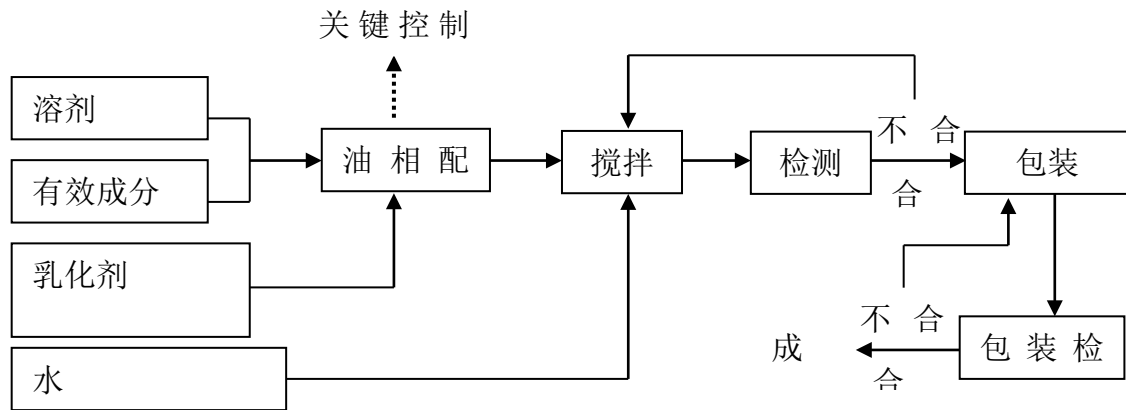 关键控制
溶剂
有效成分
乳化剂
水
油相配
搅拌
检测
不合
合
包装
不合
包装检
成
合